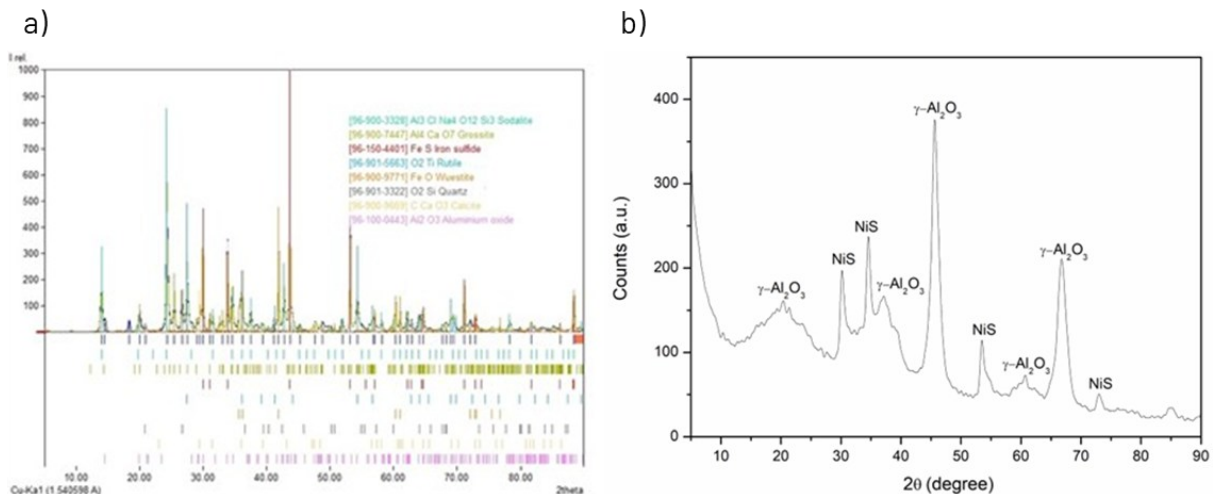 a)
I rel.
1000
900
800
700
600
500
400
300
200
100
[96-900-3328] Al3 Cl Na4 O12 Si3 Sodalite
[96-900-7447] Al4 Ca O7 Grossite
[96-150-4401] Fe S Iron sulfide
[96-901-5663] O2 Ti Rutile
[96-900-9771] Fe O Wuestite
[96-901-3322] O2 Si Quartz
C Ca O3 Calcite
[96-100-0443] Al2 O3 Aluminium oxide
10.00 20.00 30.00 40.00 50.00 60.00 70.00 80.00
Cu-Ka1 (1.540598 A) 2theta
b)
Counts (a.u.)
400
300
200
100
0
γ-Al₂O₃
NiS
NiS
γ-Al₂O₃
γ-Al₂O₃
NiS
γ-Al₂O₃
γ-Al₂O₃
NiS
10 20 30 40 50 60 70 80 90
2θ (degree)